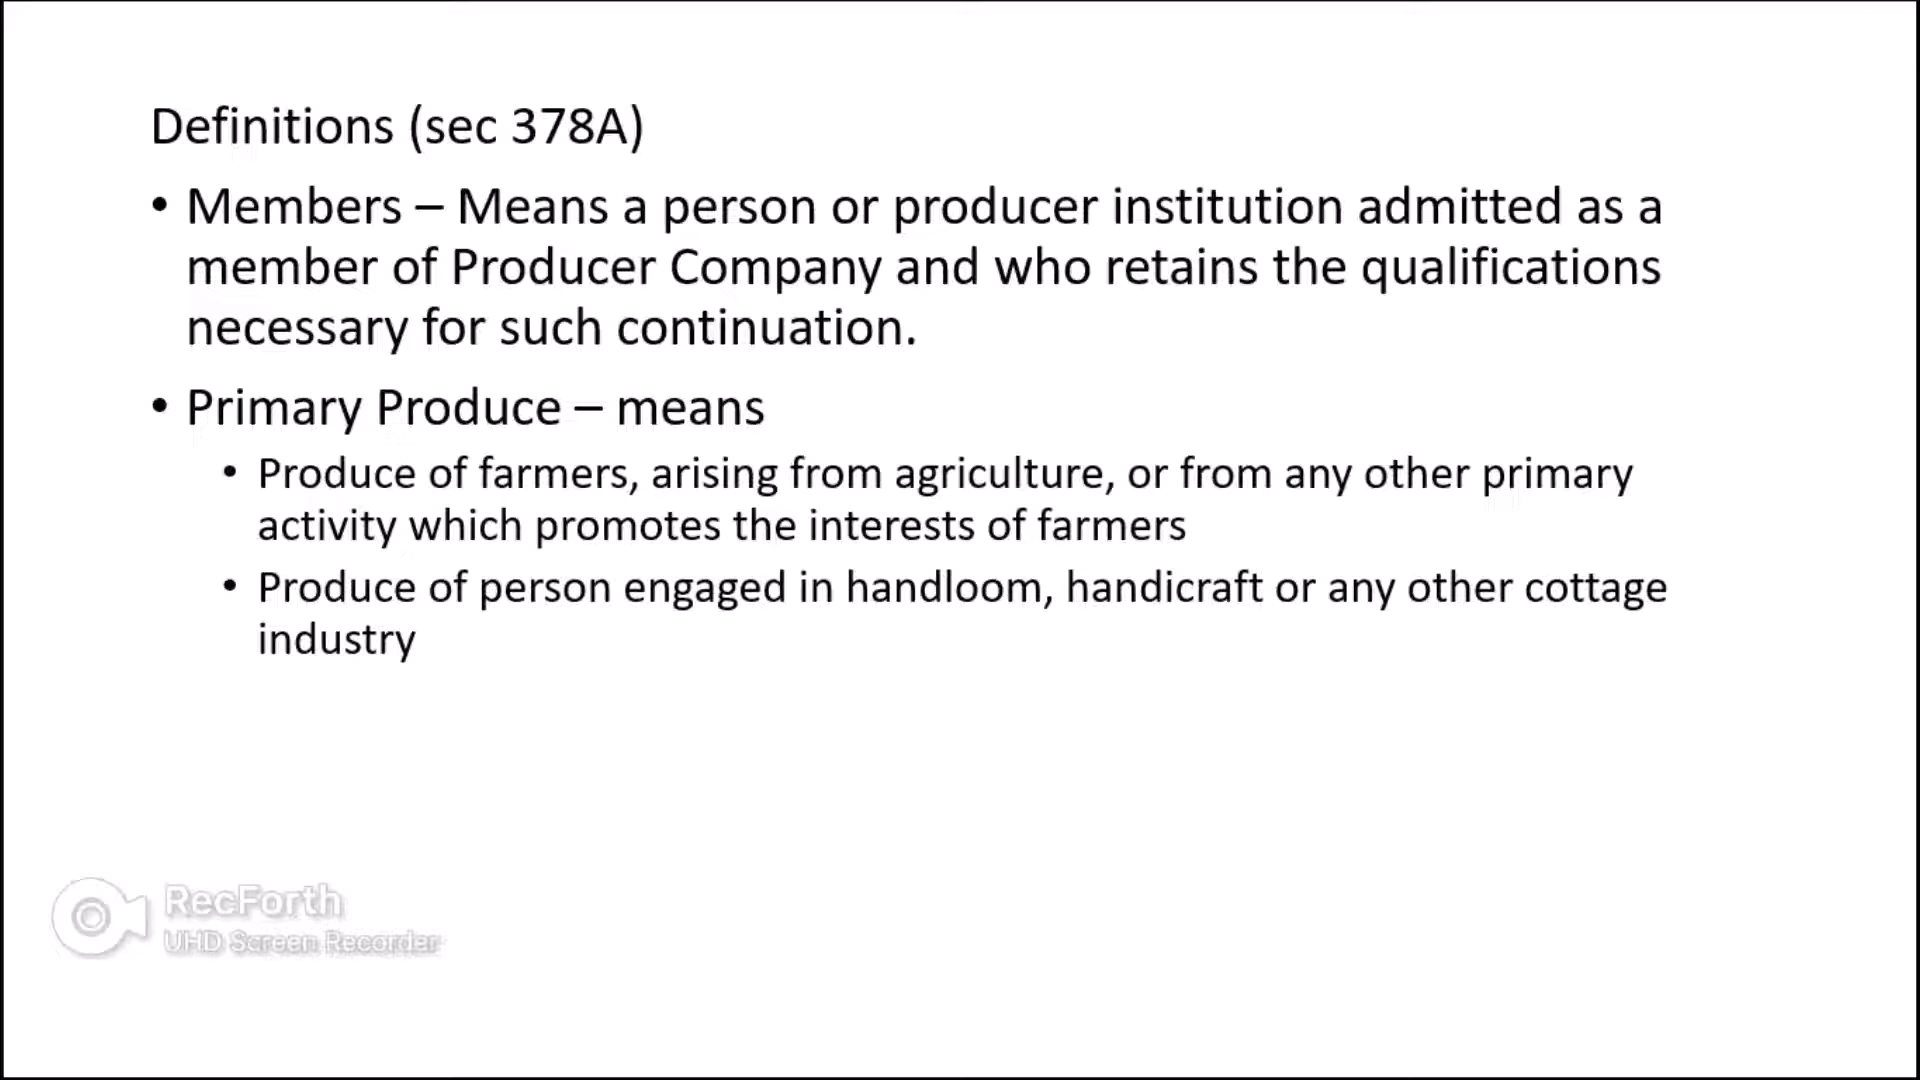 Definitions (sec 378A)
• Members – Means a person or producer institution admitted as a
member of Producer Company and who retains the qualifications
necessary for such continuation.
• Primary Produce – means
• Produce of farmers, arising from agriculture, or from any other primary
activity which promotes the interests of farmers
• Produce of person engaged in handloom, handicraft or any other cottage
industry
RecForth
UHD Screen Recorder